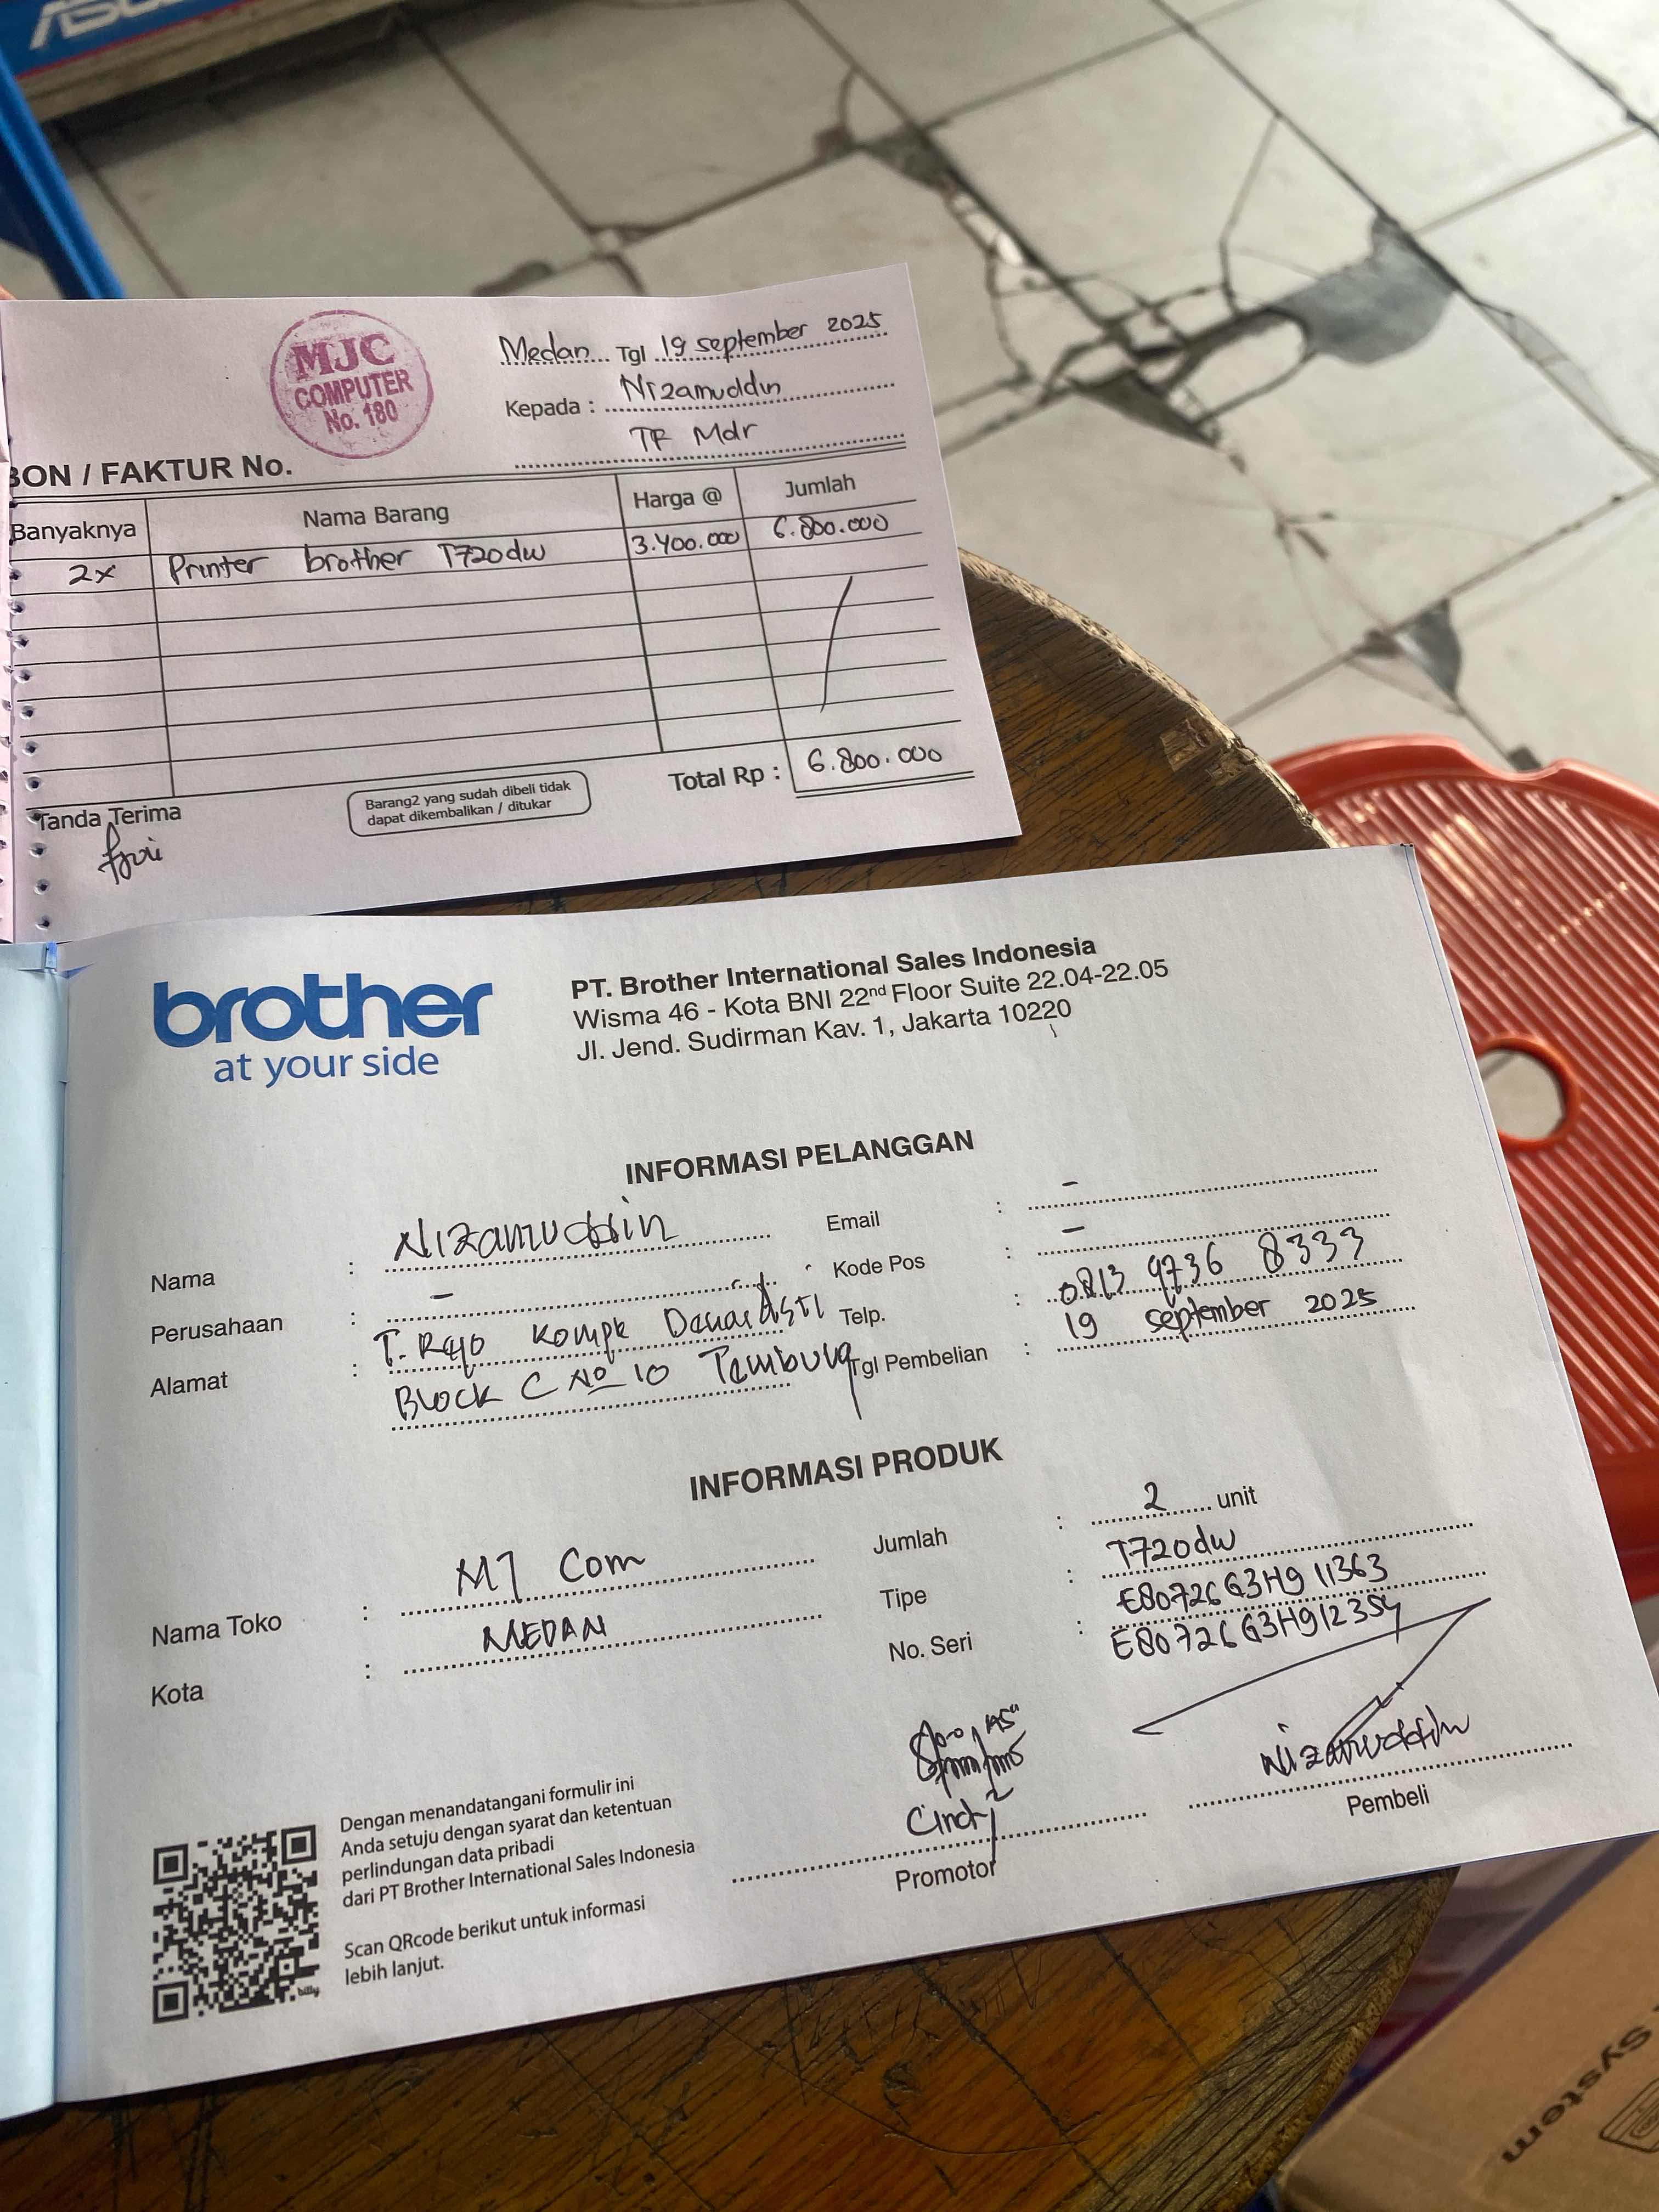 MJC
COMPUTER
No. 180
Medan Tgl 19 september 2025
Kepada : Nizamuddin
TF Mdr
BON / FAKTUR No.
Banyaknya Nama Barang Harga @ Jumlah
2x Printer brother T720dw 3.400.000 6.800.000
Total Rp : 6.800.000
Tanda Terima
Barang2 yang sudah dibeli tidak
dapat dikembalikan / ditukar
brother
at your side
PT. Brother International Sales Indonesia
Wisma 46 - Kota BNI 22nd Floor Suite 22.04-22.05
Jl. Jend. Sudirman Kav. 1, Jakarta 10220
INFORMASI PELANGGAN
Nama : Nizamuddin
Perusahaan : -
Alamat : T. Rejo Komplk
Block C No 10 Tembung
Email : -
Kode Pos : -
Telp. : 0813 9736 8333
Tgl Pembelian : 19 september 2025
INFORMASI PRODUK
Nama Toko : MJ Com
Kota : MEDAN
Jumlah : 2 unit
Tipe : T720dw
No. Seri : E80726G3H911363
E80726G3H912354
Cindy
Promotor
Nizamuddin
Pembeli
Dengan menandatangani formulir ini
Anda setuju dengan syarat dan ketentuan
perlindungan data pribadi
dari PT Brother International Sales Indonesia
Scan QRcode berikut untuk informasi
lebih lanjut.
bitly
System